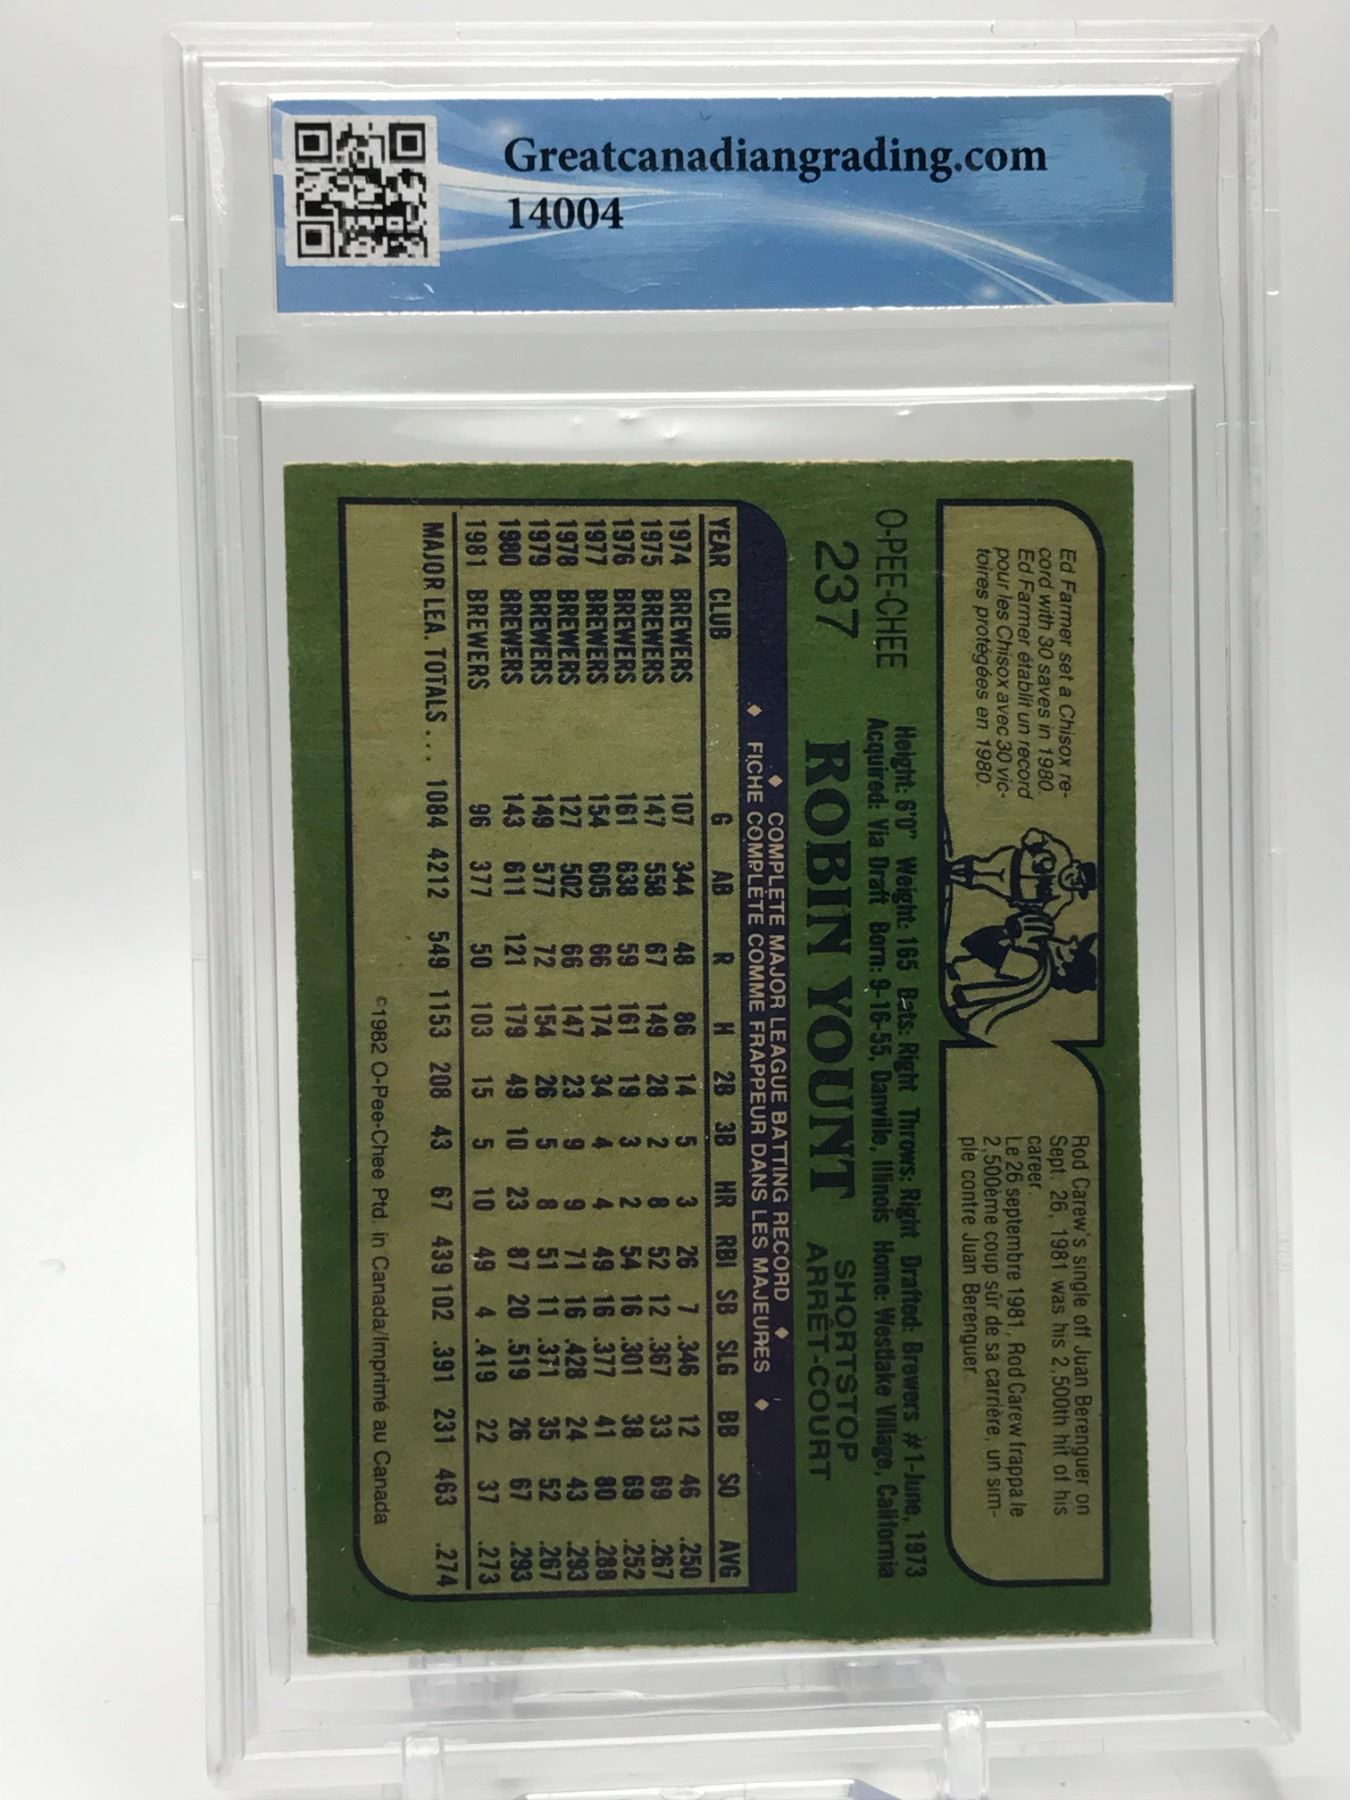 Greatcanadiangrading.com
14004
Ed Farmer set a Chisox re-
cord with 30 saves in 1980.
Ed Farmer établit un record
pour les Chisox avec 30 vic-
toires protégées en 1980.
Rod Carew's single off Juan Berenguer on
Sept. 26, 1981 was his 2,500th hit of his
career.
Le 26 septembre 1981, Rod Carew frappa le
2,500ème coup sûr de sa carrière, un sim-
ple contre Juan Berenguer.
O-PEE-CHEE
237
Height: 6'0" Weight: 165 Bats: Right Throws: Right Drafted: Brewers #1-June, 1973
Acquired: Via Draft Born: 9-16-55, Danville, Illinois Home: Westlake Village, California
ROBIN YOUNT
SHORTSTOP
ARRÊT-COURT
♦ COMPLETE MAJOR LEAGUE BATTING RECORD ♦
♦ FICHE COMPLÈTE COMME FRAPPEUR DANS LES MAJEURES ♦
YEAR CLUB G AB R H 2B 3B HR RBI SB SLG BB SO AVG
1974 BREWERS 107 344 48 86 14 5 3 26 7 .346 12 46 .250
1975 BREWERS 147 558 67 149 28 2 8 52 12 .367 33 69 .267
1976 BREWERS 161 638 59 161 19 3 2 54 16 .301 38 69 .252
1977 BREWERS 154 605 66 174 34 4 4 49 16 .377 41 80 .288
1978 BREWERS 127 502 66 147 23 9 9 71 16 .428 24 43 .293
1979 BREWERS 149 577 72 154 26 5 8 51 11 .371 35 52 .267
1980 BREWERS 143 611 121 179 49 10 23 87 20 .519 26 67 .293
1981 BREWERS 96 377 50 103 15 5 10 49 4 .419 22 37 .273
MAJOR LEA. TOTALS... 1084 4212 549 1153 208 43 67 439 102 .391 231 463 .274
©1982 O-Pee-Chee Ptd. in Canada/Imprimé au Canada